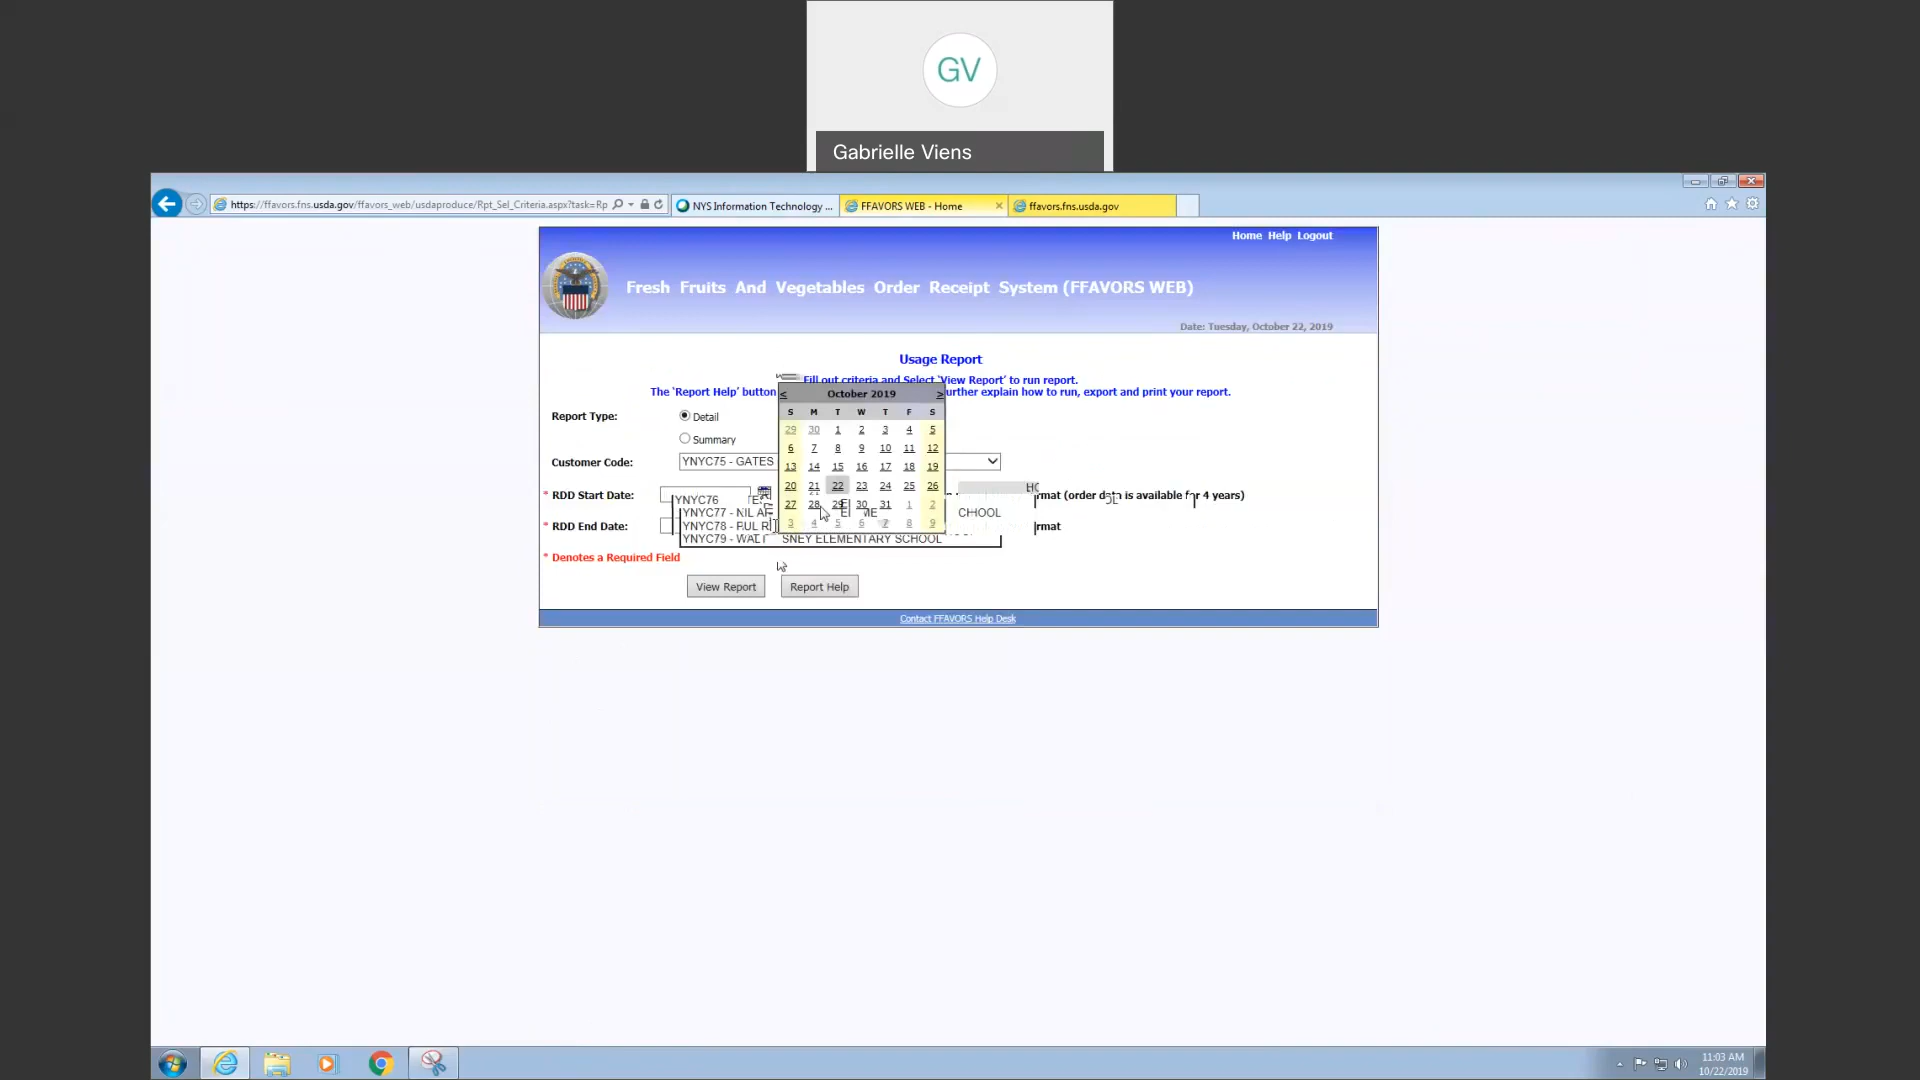 GV
Gabrielle Viens
https://ffavors.fns.usda.gov/ffavors_web/usdaproduce/Rpt_Sel_Criteria.aspx?task=Rp
NYS Information Technology ...
FFAVORS WEB - Home
ffavors.fns.usda.gov
Home Help Logout
Fresh Fruits And Vegetables Order Receipt System (FFAVORS WEB)
Date: Tuesday, October 22, 2019
Usage Report
Fill out criteria and Select 'View Report' to run report.
The 'Report Help' button urther explain how to run, export and print your report.
< October 2019 >
S M T W T F S
29 30 1 2 3 4 5
6 7 8 9 10 11 12
13 14 15 16 17 18 19
20 21 22 23 24 25 26
27 28 29 30 31 1 2
3 4 5 6 7 8 9
Report Type:
Detail
Summary
Customer Code:
YNYC75 - GATES
* RDD Start Date:
rmat (order data is available for 4 years)
YNYC76
YNYC77 - NIL AR
SCHOOL
* RDD End Date:
YNYC78 -
rmat
YNYC79 - WALT SNEY ELEMENTARY SCHOOL
* Denotes a Required Field
View Report
Report Help
Contact FFAVORS Help Desk
11:03 AM
10/22/2019